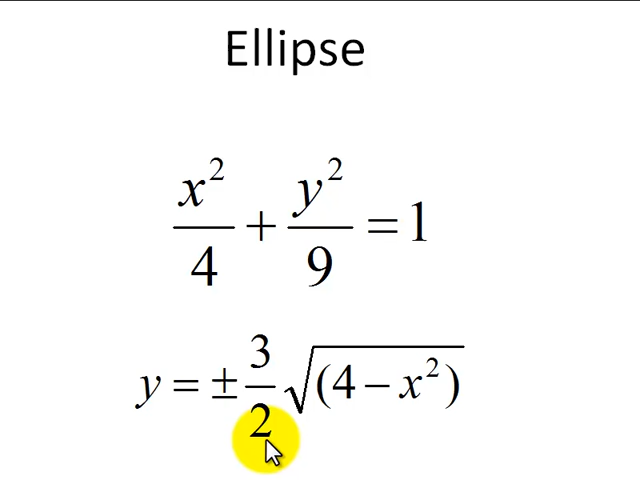 Ellipse
x²/4 + y²/9 = 1
y = ± 3/2 √(4 − x²)